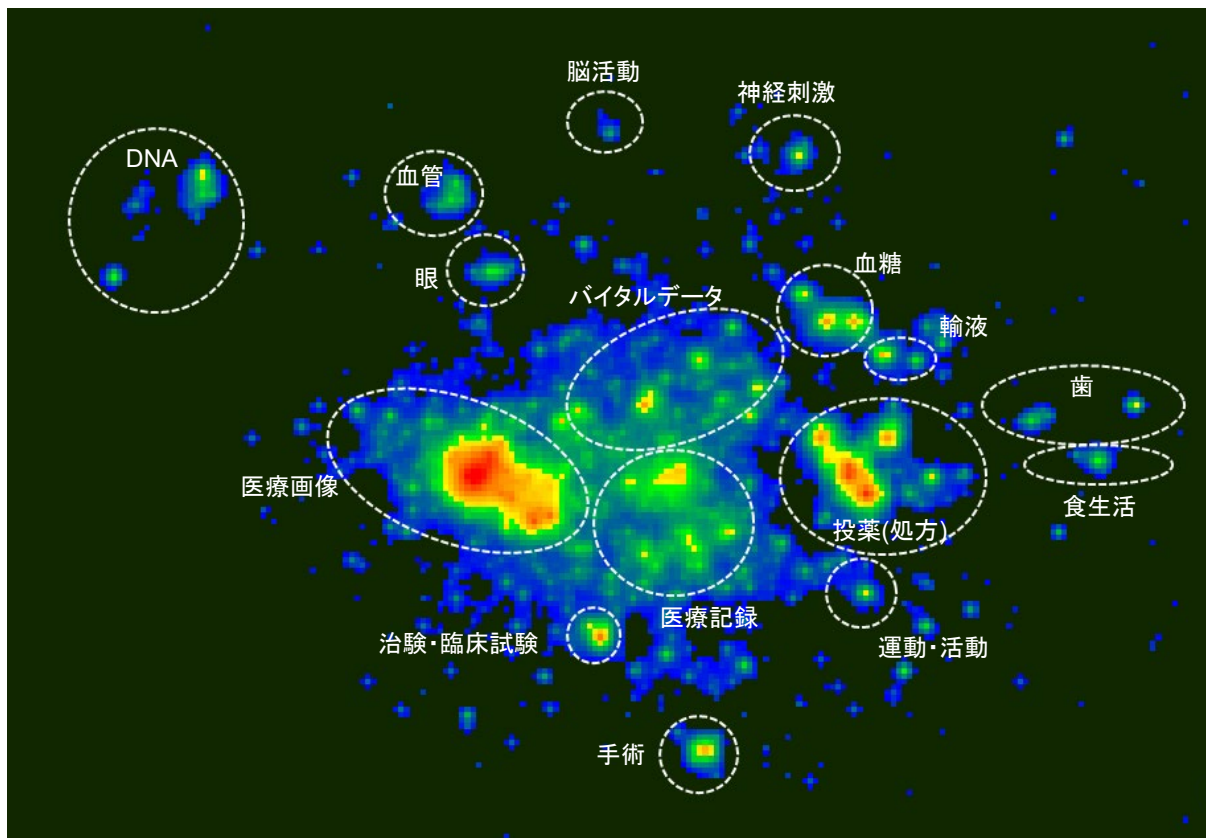 脳活動
神経刺激
DNA
血管
眼
血糖
バイタルデータ
輸液
歯
医療画像
食生活
投薬(処方)
医療記録
治験・臨床試験
運動・活動
手術